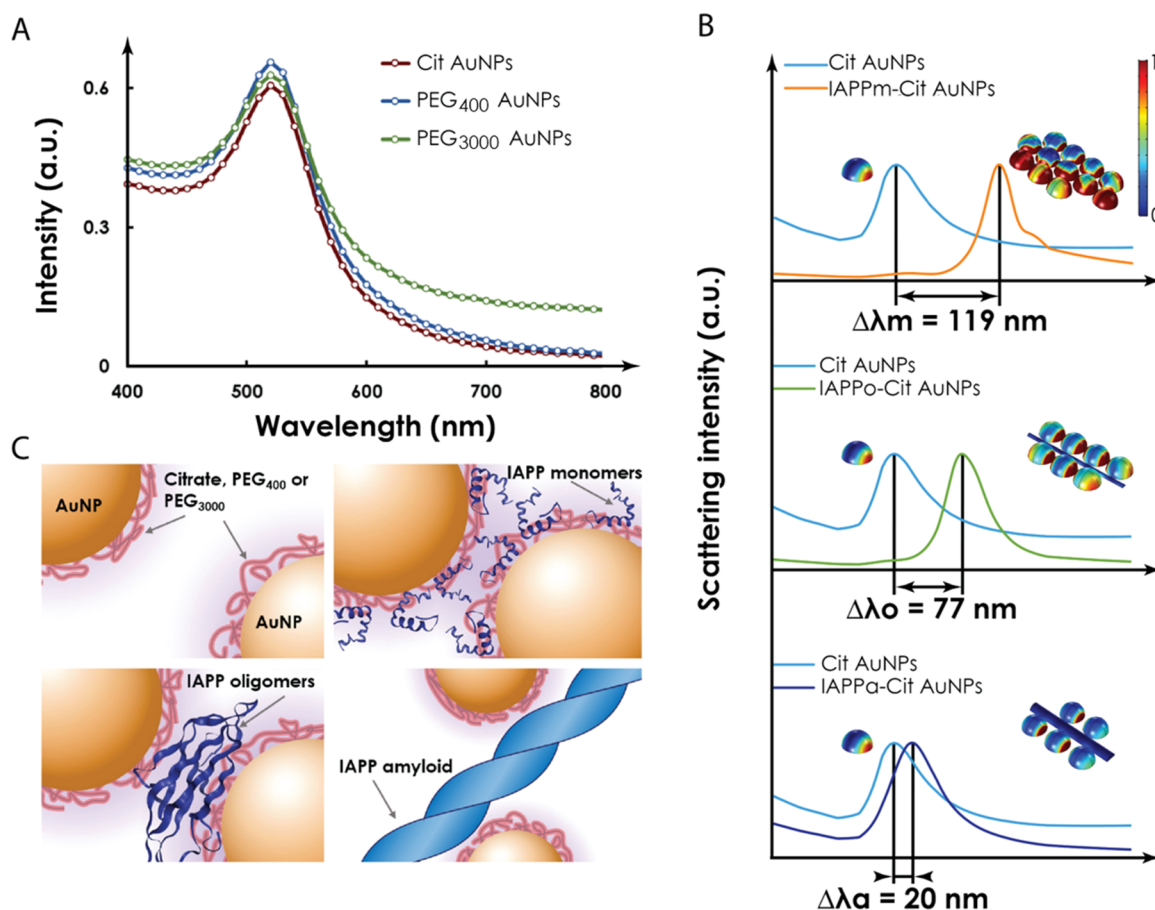 A
Intensity (a.u.)
0.6
0.3
0
400
500
600
700
800
Wavelength (nm)
Cit AuNPs
PEG400 AuNPs
PEG3000 AuNPs
B
Scattering intensity (a.u.)
Cit AuNPs
IAPPm-Cit AuNPs
1
0
Δλm = 119 nm
Cit AuNPs
IAPPo-Cit AuNPs
Δλo = 77 nm
Cit AuNPs
IAPPa-Cit AuNPs
Δλa = 20 nm
C
AuNP
Citrate, PEG400 or
PEG3000
AuNP
IAPP monomers
IAPP oligomers
IAPP amyloid